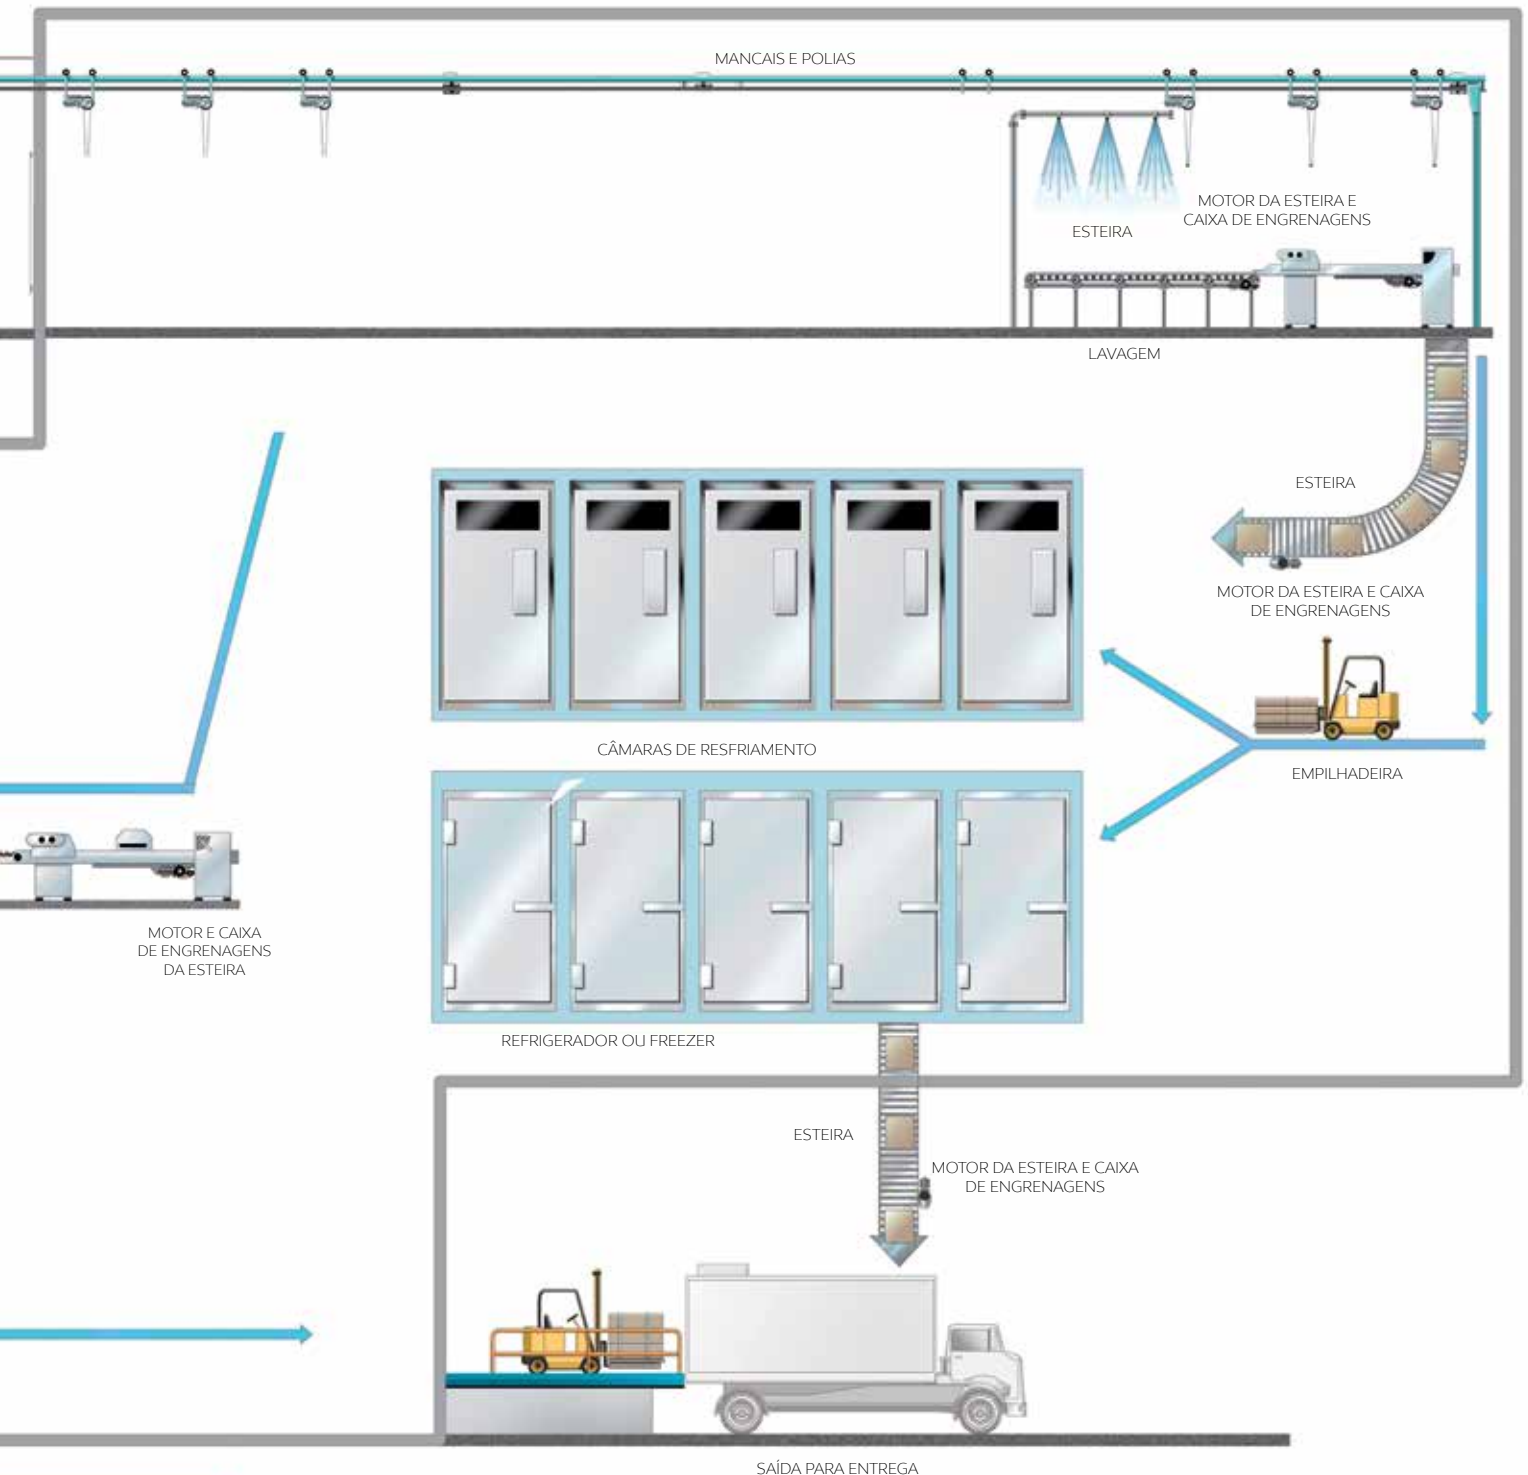 MANCAIS E POLIAS
MOTOR DA ESTEIRA E
CAIXA DE ENGRENAGENS
ESTEIRA
LAVAGEM
ESTEIRA
MOTOR DA ESTEIRA E CAIXA
DE ENGRENAGENS
CÂMARAS DE RESFRIAMENTO
EMPILHADEIRA
MOTOR E CAIXA
DE ENGRENAGENS
DA ESTEIRA
REFRIGERADOR OU FREEZER
ESTEIRA
MOTOR DA ESTEIRA E CAIXA
DE ENGRENAGENS
SAÍDA PARA ENTREGA